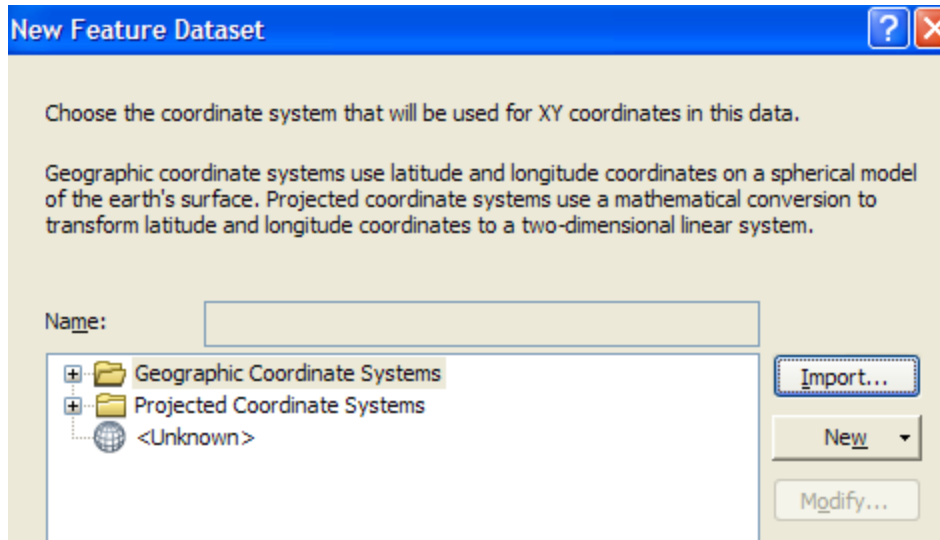 New Feature Dataset
?
Choose the coordinate system that will be used for XY coordinates in this data.
Geographic coordinate systems use latitude and longitude coordinates on a spherical model
of the earth's surface. Projected coordinate systems use a mathematical conversion to
transform latitude and longitude coordinates to a two-dimensional linear system.
Name:
Geographic Coordinate Systems
Projected Coordinate Systems
<Unknown>
Import...
New
Modify...